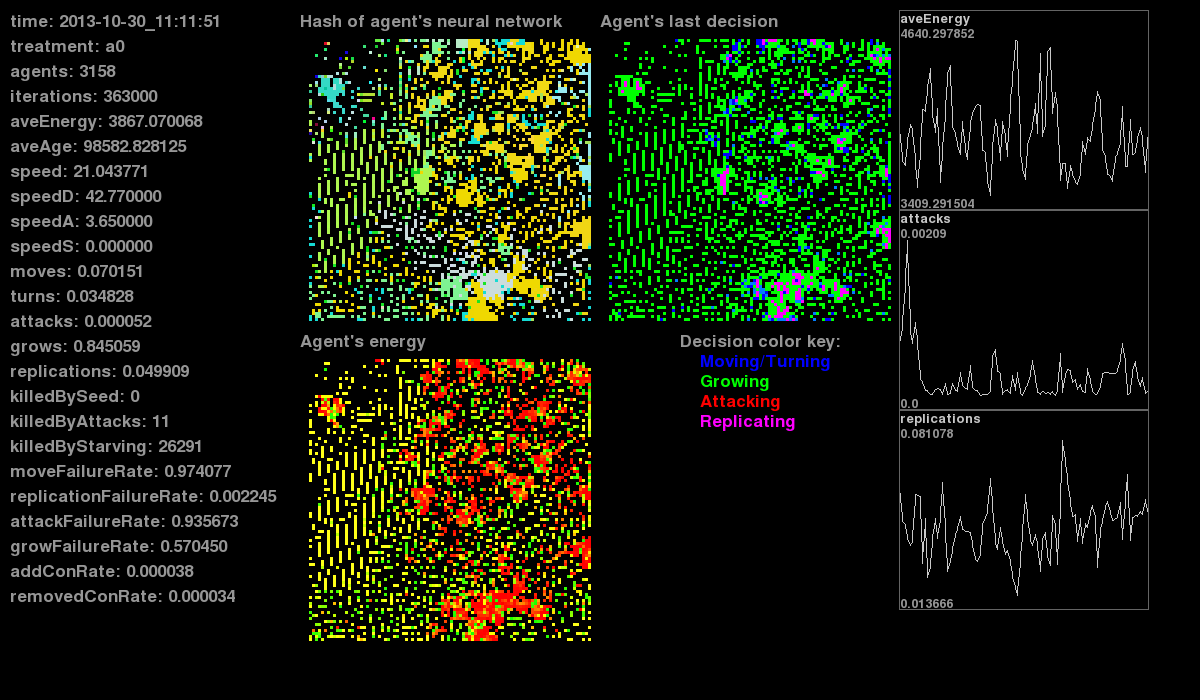 time: 2013-10-30_11:11:51
treatment: a0
agents: 3158
iterations: 363000
aveEnergy: 3867.070068
aveAge: 98582.828125
speed: 21.043771
speedD: 42.770000
speedA: 3.650000
speedS: 0.000000
moves: 0.070151
turns: 0.034828
attacks: 0.000052
grows: 0.845059
replications: 0.049909
killedBySeed: 0
killedByAttacks: 11
killedByStarving: 26291
moveFailureRate: 0.974077
replicationFailureRate: 0.002245
attackFailureRate: 0.935673
growFailureRate: 0.570450
addConRate: 0.000038
removedConRate: 0.000034
Hash of agent's neural network
Agent's last decision
Agent's energy
Decision color key:
Moving/Turning
Growing
Attacking
Replicating
aveEnergy
4640.297852
3409.291504
attacks
0.00209
0.0
replications
0.081078
0.013666